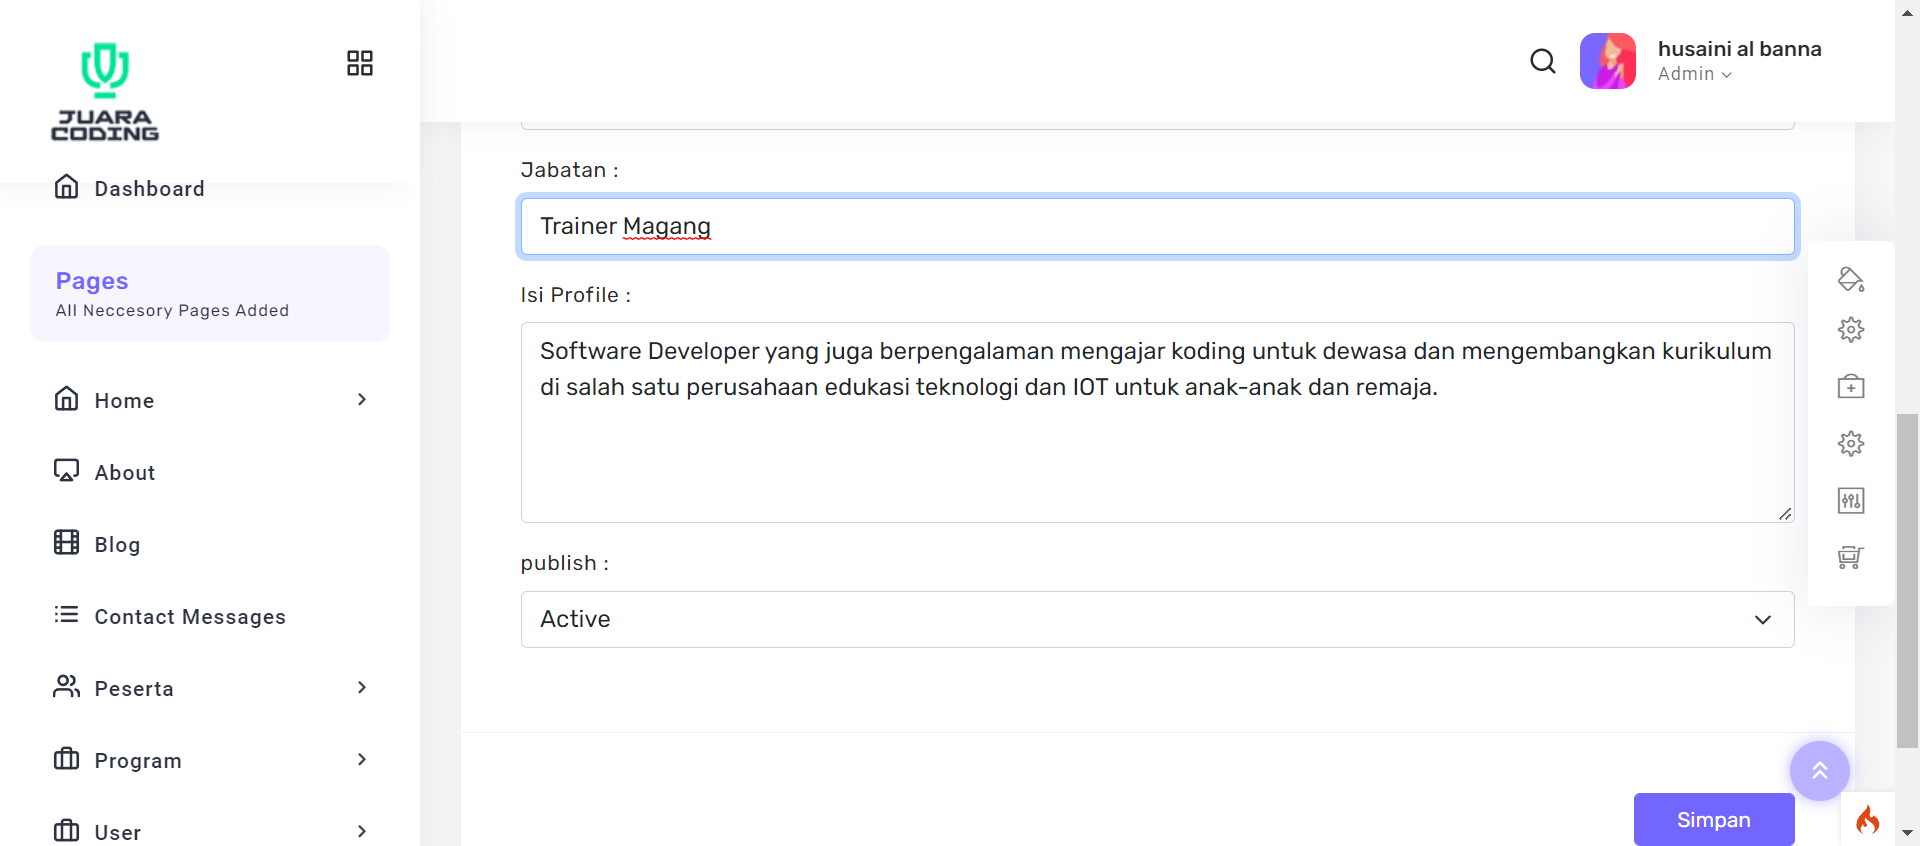 JUARA
CODING
husaini al banna
Admin
Dashboard
Pages
All Neccesory Pages Added
Home
About
Blog
Contact Messages
Peserta
Program
User
Jabatan :
Trainer Magang
Isi Profile :
Software Developer yang juga berpengalaman mengajar koding untuk dewasa dan mengembangkan kurikulum
di salah satu perusahaan edukasi teknologi dan IOT untuk anak-anak dan remaja.
publish :
Active
Simpan